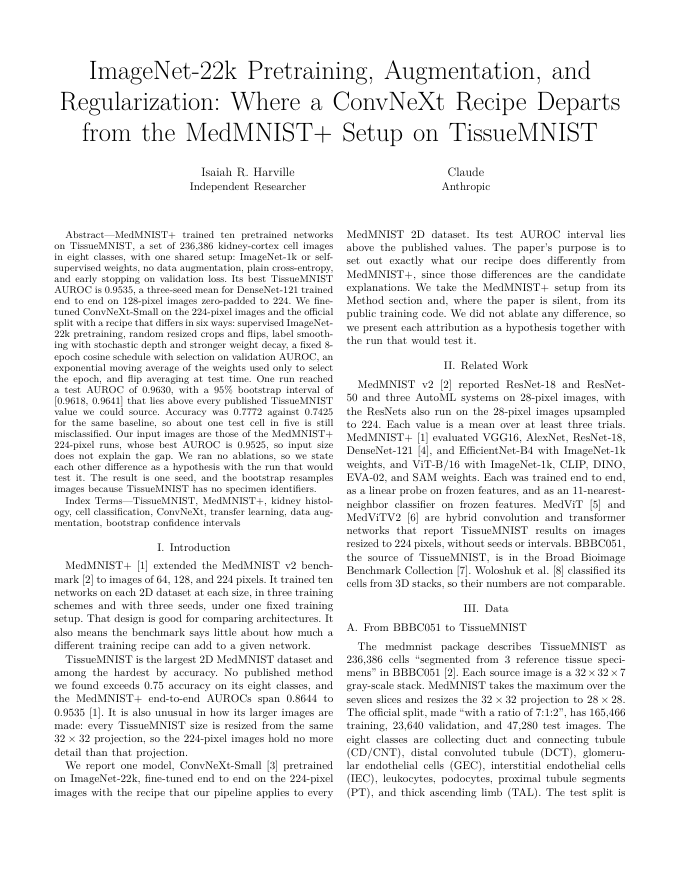 ImageNet-22k Pretraining, Augmentation, and
Regularization: Where a ConvNeXt Recipe Departs
from the MedMNIST+ Setup on TissueMNIST
Isaiah R. Harville
Independent Researcher
Claude
Anthropic
Abstract—MedMNIST+ trained ten pretrained networks
on TissueMNIST, a set of 236,386 kidney-cortex cell images
in eight classes, with one shared setup: ImageNet-1k or self-
supervised weights, no data augmentation, plain cross-entropy,
and early stopping on validation loss. Its best TissueMNIST
AUROC is 0.9535, a three-seed mean for DenseNet-121 trained
end to end on 128-pixel images zero-padded to 224. We fine-
tuned ConvNeXt-Small on the 224-pixel images and the official
split with a recipe that differs in six ways: supervised ImageNet-
22k pretraining, random resized crops and flips, label smooth-
ing with stochastic depth and stronger weight decay, a fixed 8-
epoch cosine schedule with selection on validation AUROC, an
exponential moving average of the weights used only to select
the epoch, and flip averaging at test time. One run reached
a test AUROC of 0.9630, with a 95% bootstrap interval of
[0.9618, 0.9641] that lies above every published TissueMNIST
value we could source. Accuracy was 0.7772 against 0.7425
for the same baseline, so about one test cell in five is still
misclassified. Our input images are those of the MedMNIST+
224-pixel runs, whose best AUROC is 0.9525, so input size
does not explain the gap. We ran no ablations, so we state
each other difference as a hypothesis with the run that would
test it. The result is one seed, and the bootstrap resamples
images because TissueMNIST has no specimen identifiers.
Index Terms—TissueMNIST, MedMNIST+, kidney histol-
ogy, cell classification, ConvNeXt, transfer learning, data aug-
mentation, bootstrap confidence intervals
I. Introduction
MedMNIST+ [1] extended the MedMNIST v2 bench-
mark [2] to images of 64, 128, and 224 pixels. It trained ten
networks on each 2D dataset at each size, in three training
schemes and with three seeds, under one fixed training
setup. That design is good for comparing architectures. It
also means the benchmark says little about how much a
different training recipe can add to a given network.
TissueMNIST is the largest 2D MedMNIST dataset and
among the hardest by accuracy. No published method
we found exceeds 0.75 accuracy on its eight classes, and
the MedMNIST+ end-to-end AUROCs span 0.8644 to
0.9535 [1]. It is also unusual in how its larger images are
made: every TissueMNIST size is resized from the same
32 × 32 projection, so the 224-pixel images hold no more
detail than that projection.
We report one model, ConvNeXt-Small [3] pretrained
on ImageNet-22k, fine-tuned end to end on the 224-pixel
images with the recipe that our pipeline applies to every
MedMNIST 2D dataset. Its test AUROC interval lies
above the published values. The paper's purpose is to
set out exactly what our recipe does differently from
MedMNIST+, since those differences are the candidate
explanations. We take the MedMNIST+ setup from its
Method section and, where the paper is silent, from its
public training code. We did not ablate any difference, so
we present each attribution as a hypothesis together with
the run that would test it.
II. Related Work
MedMNIST v2 [2] reported ResNet-18 and ResNet-
50 and three AutoML systems on 28-pixel images, with
the ResNets also run on the 28-pixel images upsampled
to 224. Each value is a mean over at least three trials.
MedMNIST+ [1] evaluated VGG16, AlexNet, ResNet-18,
DenseNet-121 [4], and EfficientNet-B4 with ImageNet-1k
weights, and ViT-B/16 with ImageNet-1k, CLIP, DINO,
EVA-02, and SAM weights. Each was trained end to end,
as a linear probe on frozen features, and as an 11-nearest-
neighbor classifier on frozen features. MedViT [5] and
MedViTV2 [6] are hybrid convolution and transformer
networks that report TissueMNIST results on images
resized to 224 pixels, without seeds or intervals. BBBC051,
the source of TissueMNIST, is in the Broad Bioimage
Benchmark Collection [7]. Woloshuk et al. [8] classified its
cells from 3D stacks, so their numbers are not comparable.
III. Data
A. From BBBC051 to TissueMNIST
The medmnist package describes TissueMNIST as
236,386 cells “segmented from 3 reference tissue speci-
mens” in BBBC051 [2]. Each source image is a 32×32×7
gray-scale stack. MedMNIST takes the maximum over the
seven slices and resizes the 32 × 32 projection to 28 × 28.
The official split, made “with a ratio of 7:1:2”, has 165,466
training, 23,640 validation, and 47,280 test images. The
eight classes are collecting duct and connecting tubule
(CD/CNT), distal convoluted tubule (DCT), glomeru-
lar endothelial cells (GEC), interstitial endothelial cells
(IEC), leukocytes, podocytes, proximal tubule segments
(PT), and thick ascending limb (TAL). The test split is